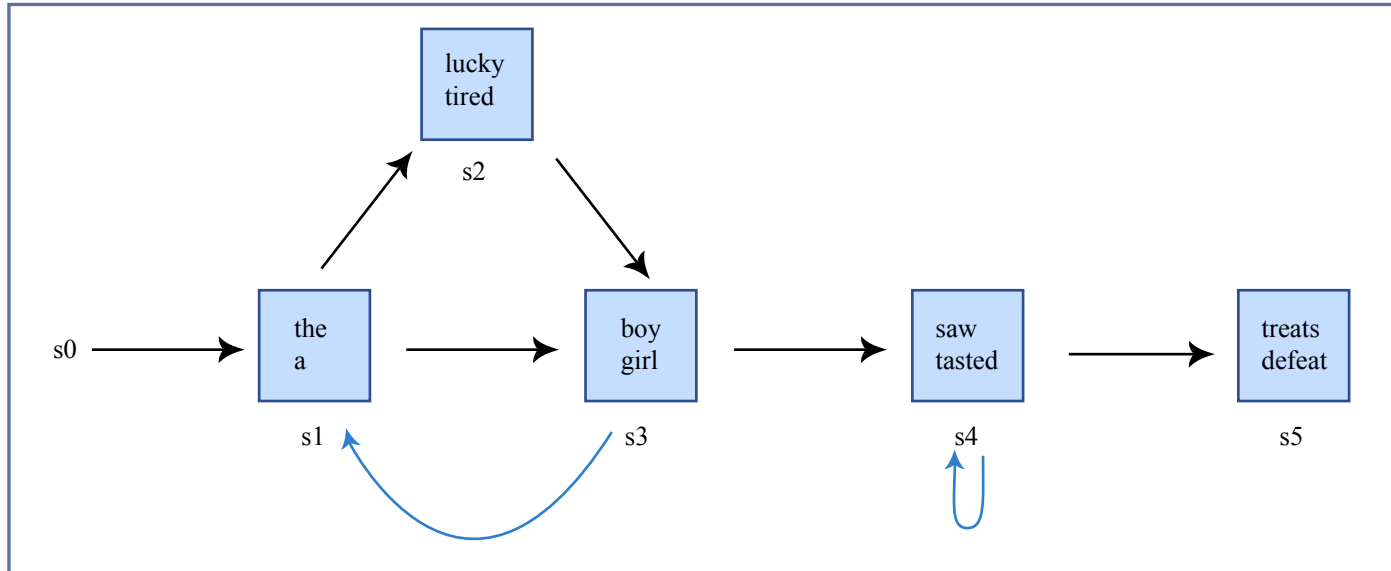 lucky
tired
s2
s0
the
a
s1
boy
girl
s3
saw
tasted
s4
treats
defeat
s5